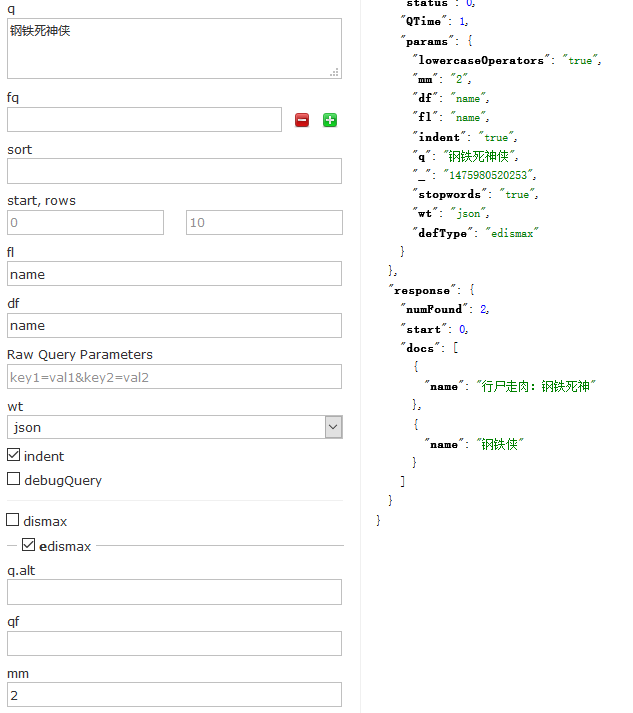 q
钢铁死神侠
fq
sort
start, rows
0
10
fl
name
df
name
Raw Query Parameters
key1=val1&key2=val2
wt
json
indent
debugQuery
dismax
edismax
q.alt
qf
mm
2
"status": 0,
"QTime": 1,
"params": {
"lowercaseOperators": "true",
"mm": "2",
"df": "name",
"fl": "name",
"indent": "true",
"q": "钢铁死神侠",
"_": "1475980520253",
"stopwords": "true",
"wt": "json",
"defType": "edismax"
}
},
"response": {
"numFound": 2,
"start": 0,
"docs": [
{
"name": "行尸走肉：钢铁死神"
},
{
"name": "钢铁侠"
}
]
}
}